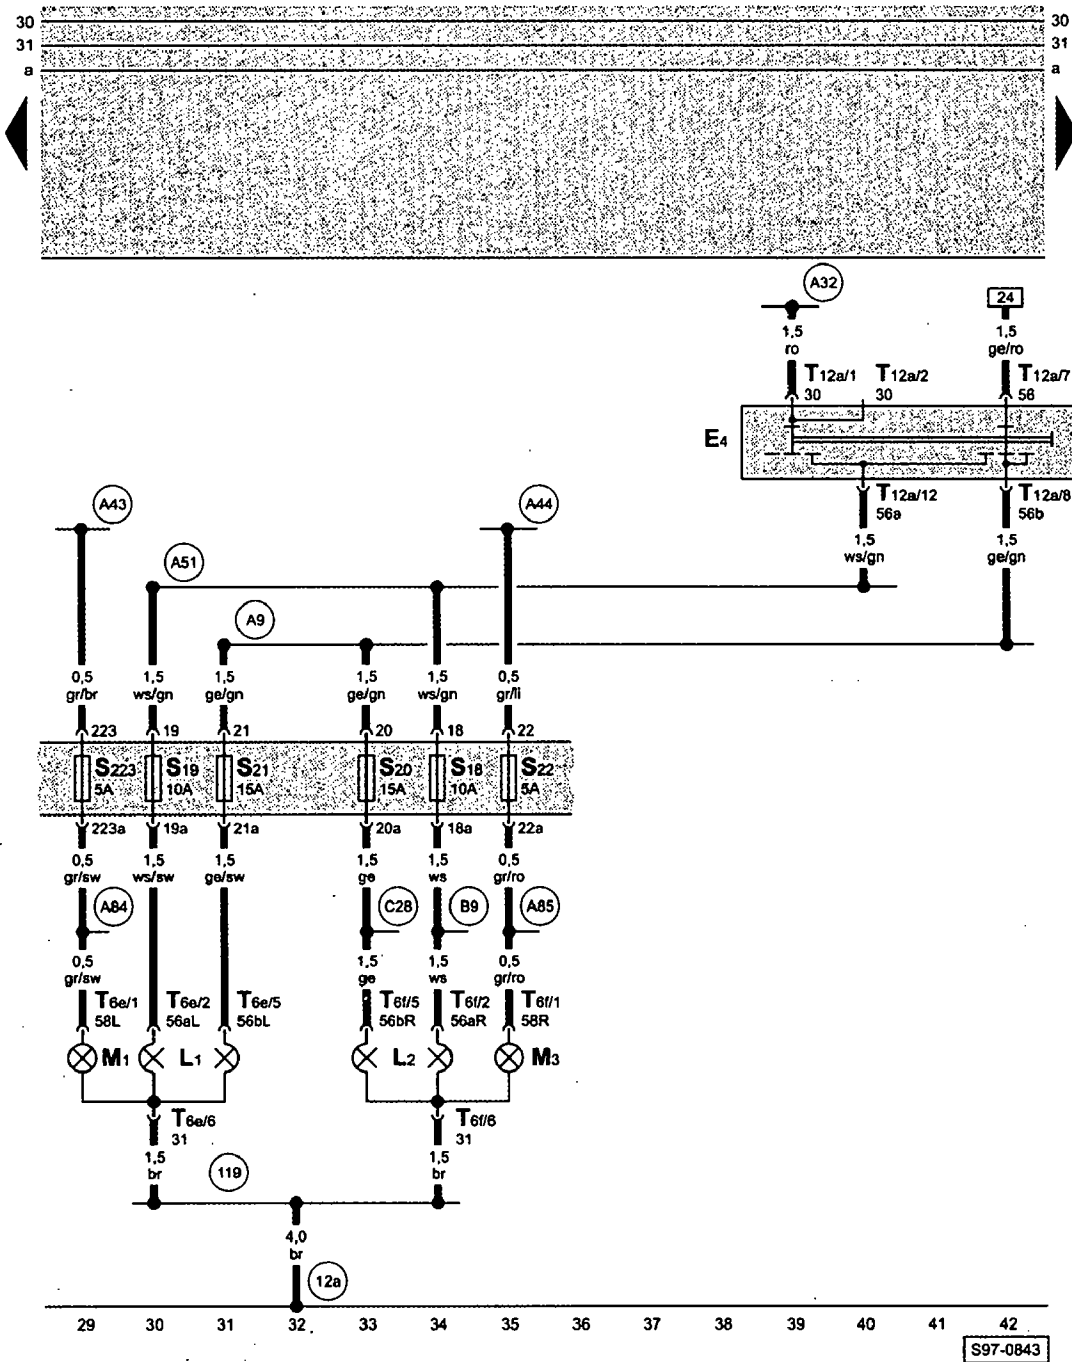 30 30
31 31
a a
A32
24
1,5 1,5
ro ge/ro
T12a/1 T12a/2 T12a/7
30 30 56
E4
T12a/12 T12a/8
56a 56b
A43 A44
1,5 1,5
ws/gn ge/gn
A51
A9
0,5 1,5 1,5 1,5 1,5 0,5
gr/br ws/gn ge/gn ge/gn ws/gn gr/li
223 19 21 20 18 22
S223 S19 S21 S20 S18 S22
5A 10A 15A 15A 10A 5A
223a 19a 21a 20a 18a 22a
0,5 1,5 1,5 1,5 1,5 0,5
gr/sw ws/sw ge/sw ge ws gr/ro
A84 C28 B9 A85
0,5 1,5 1,5 0,5
gr/sw ge ws gr/ro
T6e/1 T6e/2 T6e/5 T6f/5 T6f/2 T6f/1
58L 56aL 56bL 56bR 56aR 58R
M1 L1 L2 M3
T6e/6 T6f/6
31 31
1,5 1,5
br br
119
4,0
br
12a
29 30 31 32 33 34 35 36 37 38 39 40 41 42
S97-0843